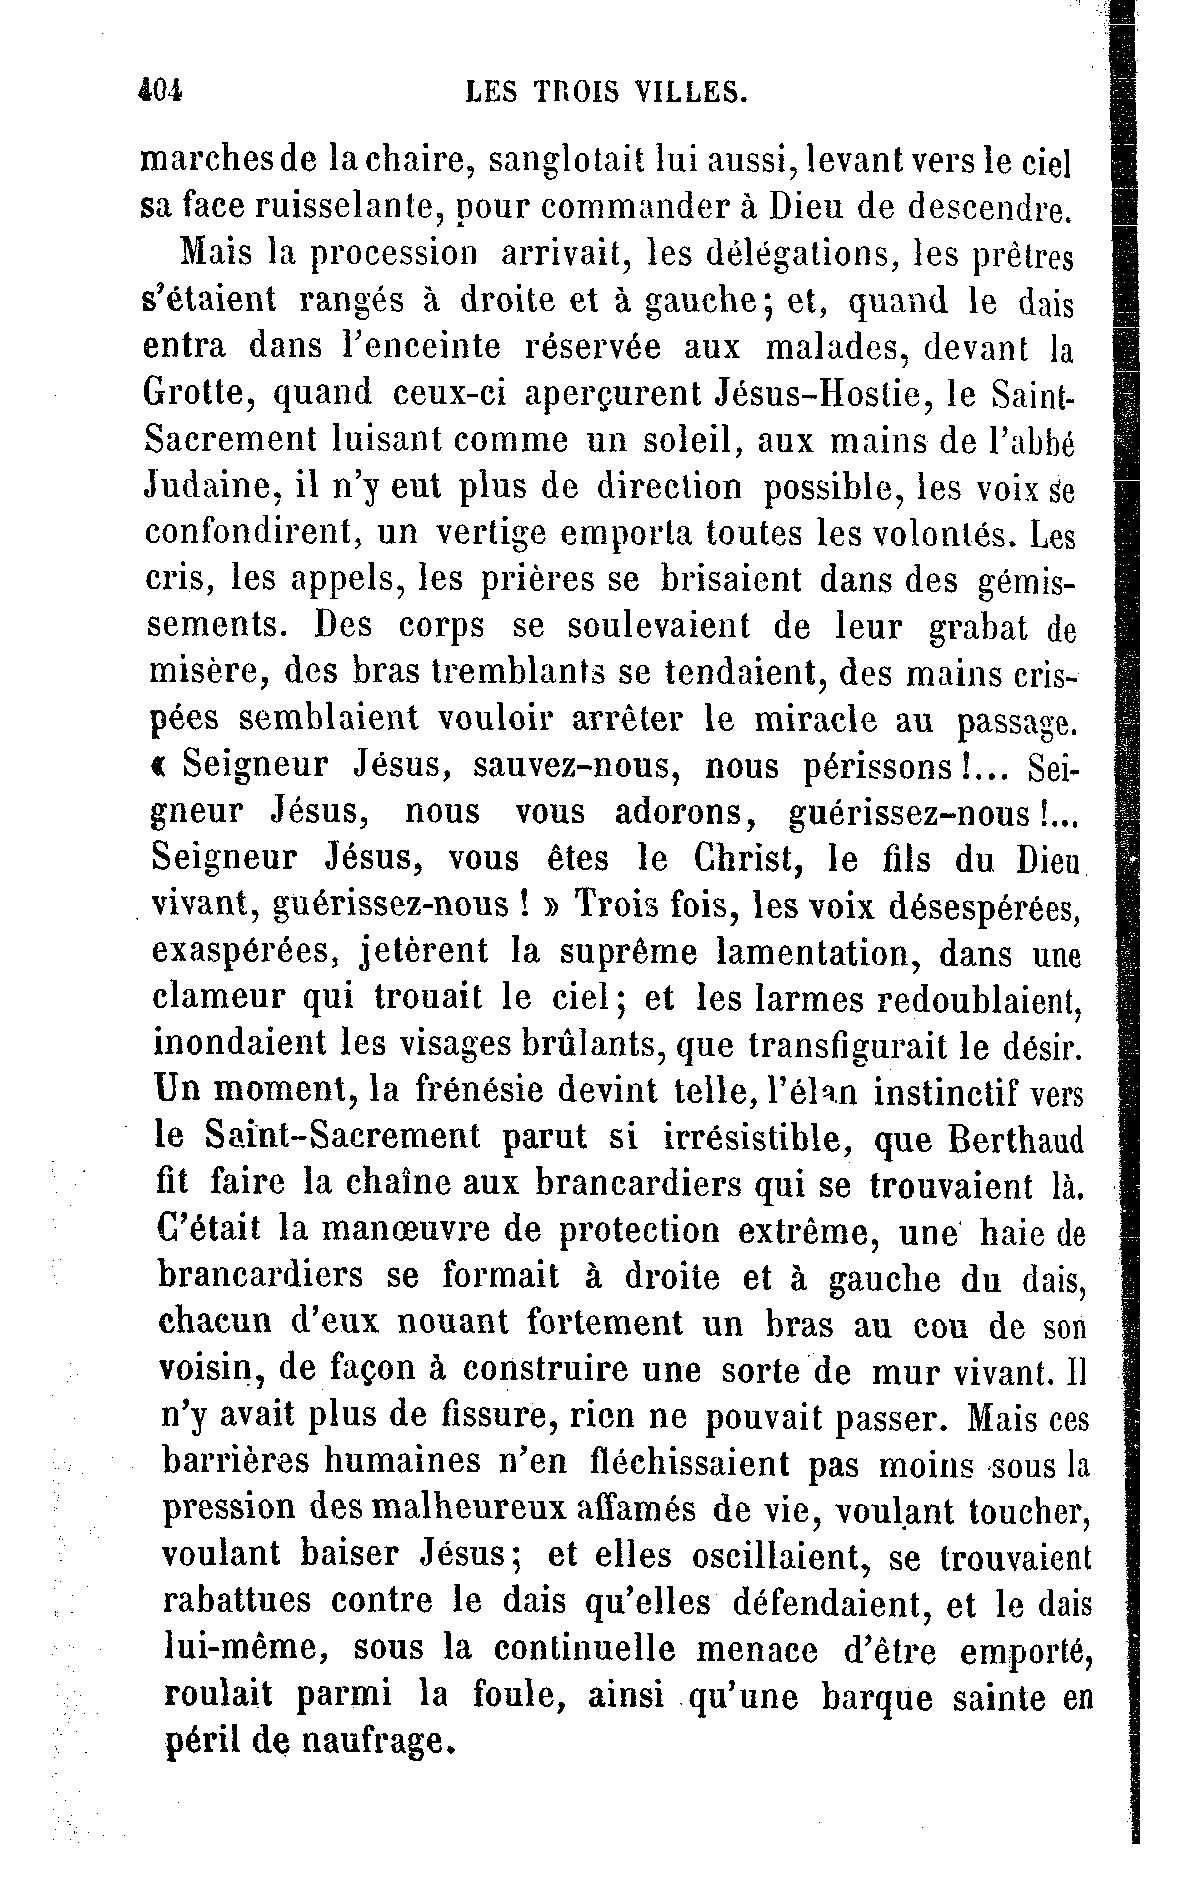 404 LES TROIS VILLES.
marches de la chaire, sanglotait lui aussi, levant vers le ciel
sa face ruisselante, pour commander à Dieu de descendre.
Mais la procession arrivait, les délégations, les prêtres
s'étaient rangés à droite et à gauche; et, quand le dais
entra dans l'enceinte réservée aux malades, devant la
Grotte, quand ceux-ci aperçurent Jésus-Hostie, le Saint-
Sacrement luisant comme un soleil, aux mains de l'abbé
Judaine, il n'y eut plus de direction possible, les voix se
confondirent, un vertige emporta toutes les volontés. Les
cris, les appels, les prières se brisaient dans des gémis-
sements. Des corps se soulevaient de leur grabat de
misère, des bras tremblants se tendaient, des mains cris-
pées semblaient vouloir arrêter le miracle au passage.
« Seigneur Jésus, sauvez-nous, nous périssons !... Sei-
gneur Jésus, nous vous adorons, guérissez-nous !...
Seigneur Jésus, vous êtes le Christ, le fils du Dieu
vivant, guérissez-nous ! » Trois fois, les voix désespérées,
exaspérées, jetèrent la suprême lamentation, dans une
clameur qui trouait le ciel; et les larmes redoublaient,
inondaient les visages brûlants, que transfigurait le désir.
Un moment, la frénésie devint telle, l'élan instinctif vers
le Saint-Sacrement parut si irrésistible, que Berthaud
fit faire la chaîne aux brancardiers qui se trouvaient là.
C'était la manœuvre de protection extrême, une haie de
brancardiers se formait à droite et à gauche du dais,
chacun d'eux nouant fortement un bras au cou de son
voisin, de façon à construire une sorte de mur vivant. Il
n'y avait plus de fissure, rien ne pouvait passer. Mais ces
barrières humaines n'en fléchissaient pas moins sous la
pression des malheureux affamés de vie, voulant toucher,
voulant baiser Jésus; et elles oscillaient, se trouvaient
rabattues contre le dais qu'elles défendaient, et le dais
lui-même, sous la continuelle menace d'être emporté,
roulait parmi la foule, ainsi qu'une barque sainte en
péril de naufrage.